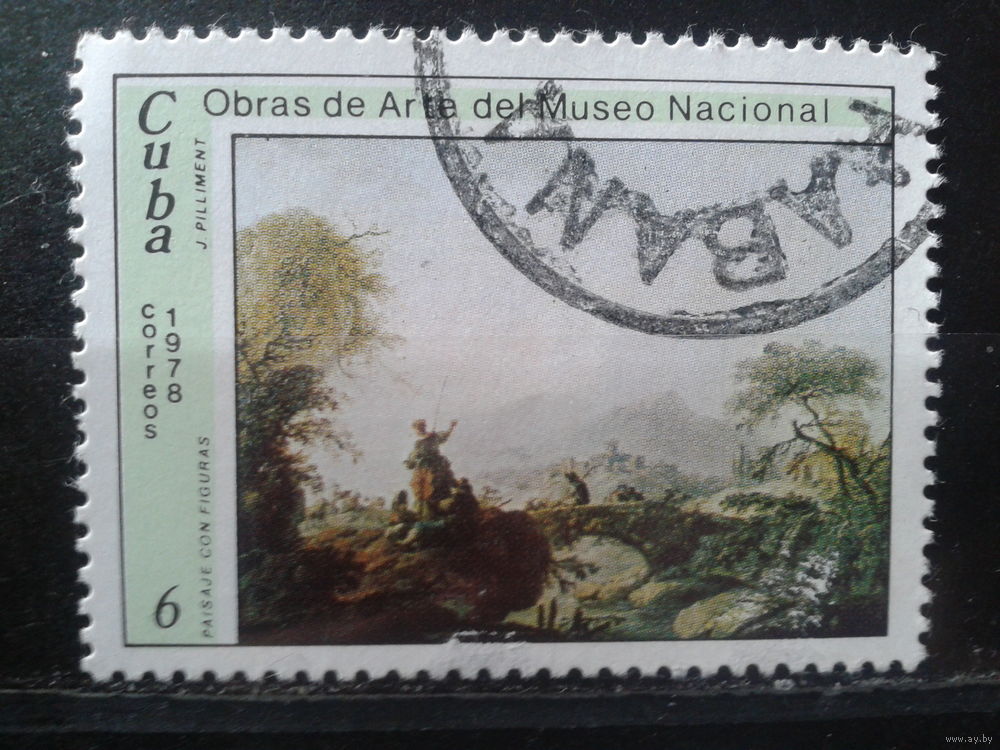 Cuba
Obras de Arte del Museo Nacional
J. PILLIMENT
correos
1978
PAISAJE CON FIGURAS
6
www.ay.by